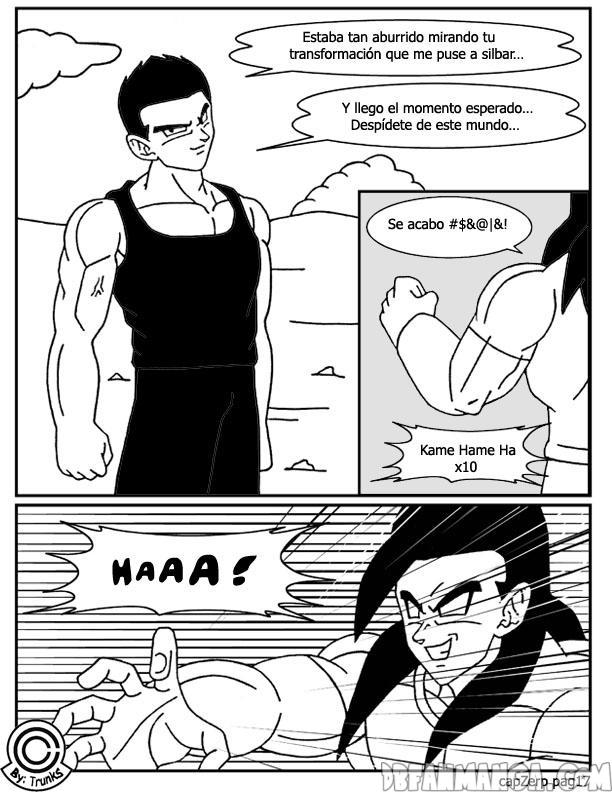 Estaba tan aburrido mirando tu
transformación que me puse a silbar...
Y llego el momento esperado...
Despídete de este mundo...
Se acabo #$&@|&!
Kame Hame Ha
x10
HAAA!
By: Trunks
capZero-pag17
DBFANMANGA.COM